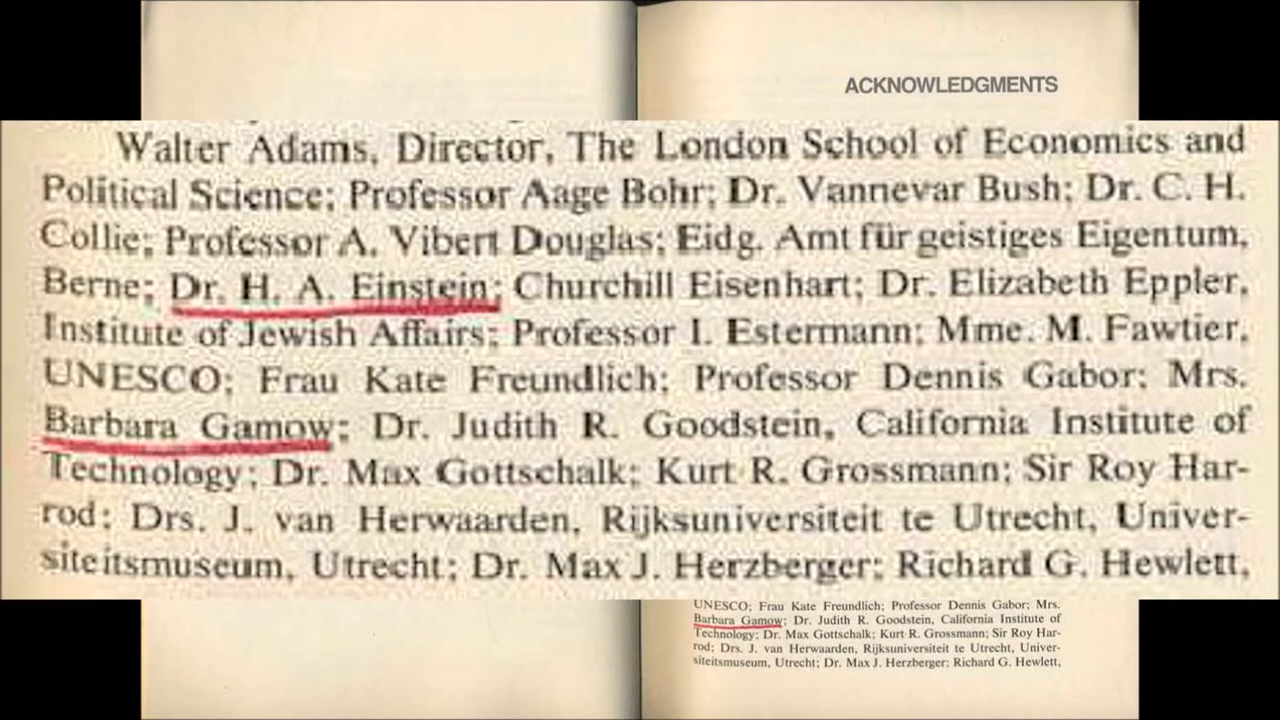 ACKNOWLEDGMENTS
Walter Adams, Director, The London School of Economics and
Political Science; Professor Aage Bohr; Dr. Vannevar Bush; Dr. C. H.
Collie; Professor A. Vibert Douglas; Eidg. Amt für geistiges Eigentum,
Berne; Dr. H. A. Einstein; Churchill Eisenhart; Dr. Elizabeth Eppler,
Institute of Jewish Affairs; Professor I. Estermann; Mme. M. Fawtier,
UNESCO; Frau Kate Freundlich; Professor Dennis Gabor; Mrs.
Barbara Gamow; Dr. Judith R. Goodstein, California Institute of
Technology; Dr. Max Gottschalk; Kurt R. Grossmann; Sir Roy Har-
rod; Drs. J. van Herwaarden, Rijksuniversiteit te Utrecht, Univer-
siteitsmuseum, Utrecht; Dr. Max J. Herzberger; Richard G. Hewlett,
UNESCO; Frau Kate Freundlich; Professor Dennis Gabor; Mrs.
Barbara Gamow; Dr. Judith R. Goodstein, California Institute of
Technology; Dr. Max Gottschalk; Kurt R. Grossmann; Sir Roy Har-
rod; Drs. J. van Herwaarden, Rijksuniversiteit te Utrecht, Univer-
siteitsmuseum, Utrecht; Dr. Max J. Herzberger; Richard G. Hewlett,